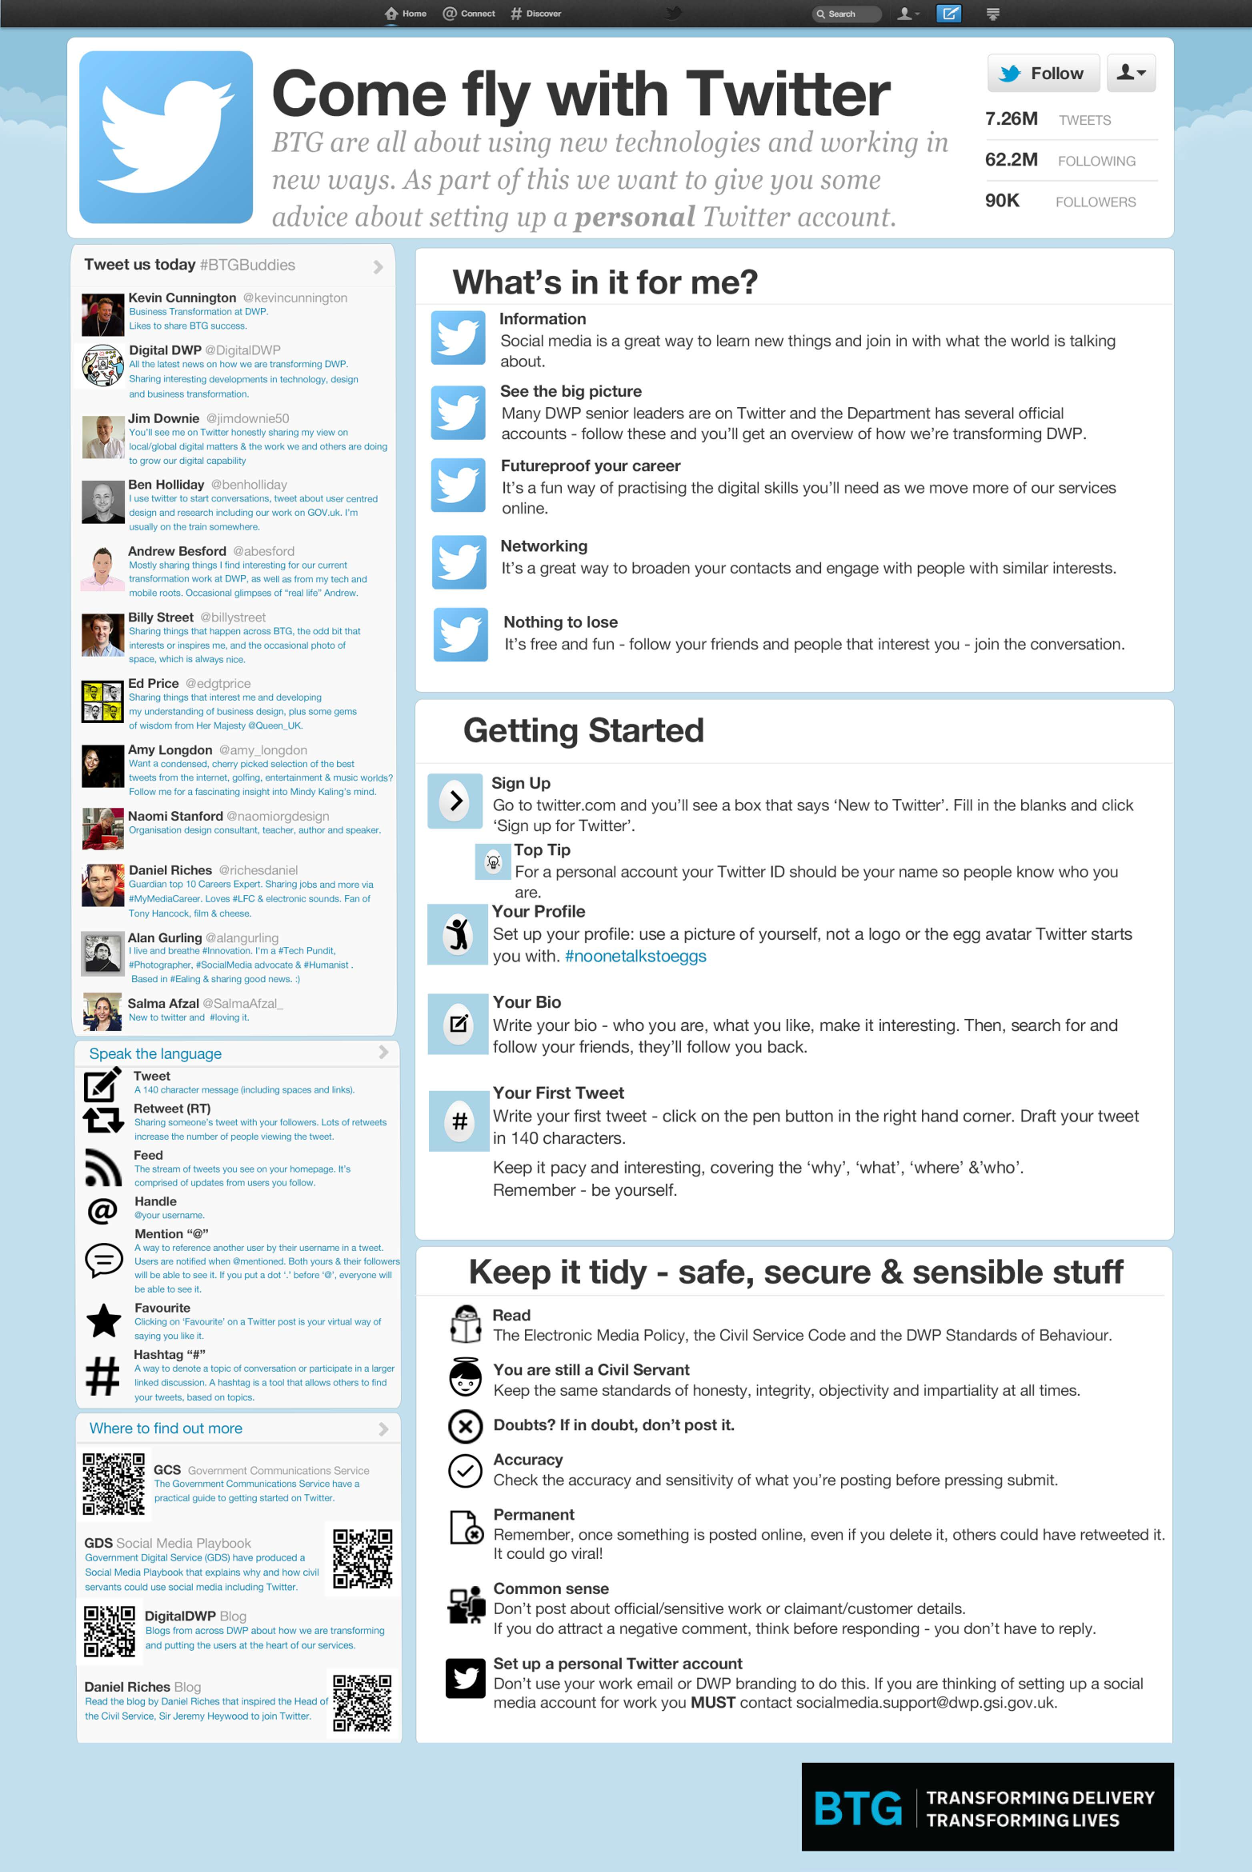 Home
Connect
Discover
Search
Come fly with Twitter
BTG are all about using new technologies and working in
new ways. As part of this we want to give you some
advice about setting up a personal Twitter account.
Follow
7.26M TWEETS
62.2M FOLLOWING
90K FOLLOWERS
Tweet us today #BTGBuddies
Kevin Cunnington @kevincunnington
Business Transformation at DWP.
Likes to share BTG success.
Digital DWP @DigitalDWP
All the latest news on how we are transforming DWP.
Sharing interesting developments in technology, design
and business transformation.
Jim Downie @jimdownie50
You'll see me on Twitter honestly sharing my view on
local/global digital matters & the work we and others are doing
to grow our digital capability
Ben Holliday @benholliday
I use twitter to start conversations, tweet about user centred
design and research including our work on GOV.uk. I'm
usually on the train somewhere.
Andrew Besford @abesford
Mostly sharing things I find interesting for our current
transformation work at DWP, as well as from my tech and
mobile roots. Occasional glimpses of "real life" Andrew.
Billy Street @billystreet
Sharing things that happen across BTG, the odd bit that
interests or inspires me, and the occasional photo of
space, which is always nice.
Ed Price @edgtprice
Sharing things that interest me and developing
my understanding of business design, plus some gems
of wisdom from Her Majesty @Queen_UK.
Amy Longdon @amy_longdon
Want a condensed, cherry picked selection of the best
tweets from the internet, golfing, entertainment & music worlds?
Follow me for a fascinating insight into Mindy Kaling's mind.
Naomi Stanford @naomiorgdesign
Organisation design consultant, teacher, author and speaker.
Daniel Riches @richesdaniel
Guardian top 10 Careers Expert. Sharing jobs and more via
#MyMediaCareer. Loves #LFC & electronic sounds. Fan of
Tony Hancock, film & cheese.
Alan Gurling @alangurling
I live and breathe #Innovation. I'm a #Tech Pundit,
#Photographer, #SocialMedia advocate & #Humanist .
Based in #Ealing & sharing good news. :)
Salma Afzal @SalmaAfzal_
New to twitter and #loving it.
Speak the language
Tweet
A 140 character message (including spaces and links).
Retweet (RT)
Sharing someone's tweet with your followers. Lots of retweets
increase the number of people viewing the tweet.
Feed
The stream of tweets you see on your homepage. It's
comprised of updates from users you follow.
Handle
@your username.
Mention "@"
A way to reference another user by their username in a tweet.
Users are notified when @mentioned. Both yours & their followers
will be able to see it. If you put a dot '.' before '@', everyone will
be able to see it.
Favourite
Clicking on 'Favourite' on a Twitter post is your virtual way of
saying you like it.
Hashtag "#"
A way to denote a topic of conversation or participate in a larger
linked discussion. A hashtag is a tool that allows others to find
your tweets, based on topics.
Where to find out more
GCS Government Communications Service
The Government Communications Service have a
practical guide to getting started on Twitter.
GDS Social Media Playbook
Government Digital Service (GDS) have produced a
Social Media Playbook that explains why and how civil
servants could use social media including Twitter.
DigitalDWP Blog
Blogs from across DWP about how we are transforming
and putting the users at the heart of our services.
Daniel Riches Blog
Read the blog by Daniel Riches that inspired the Head of
the Civil Service, Sir Jeremy Heywood to join Twitter.
What's in it for me?
Information
Social media is a great way to learn new things and join in with what the world is talking
about.
See the big picture
Many DWP senior leaders are on Twitter and the Department has several official
accounts - follow these and you'll get an overview of how we're transforming DWP.
Futureproof your career
It's a fun way of practising the digital skills you'll need as we move more of our services
online.
Networking
It's a great way to broaden your contacts and engage with people with similar interests.
Nothing to lose
It's free and fun - follow your friends and people that interest you - join the conversation.
Getting Started
Sign Up
Go to twitter.com and you'll see a box that says 'New to Twitter'. Fill in the blanks and click
'Sign up for Twitter'.
Top Tip
For a personal account your Twitter ID should be your name so people know who you
are.
Your Profile
Set up your profile: use a picture of yourself, not a logo or the egg avatar Twitter starts
you with. #noonetalkstoeggs
Your Bio
Write your bio - who you are, what you like, make it interesting. Then, search for and
follow your friends, they'll follow you back.
Your First Tweet
Write your first tweet - click on the pen button in the right hand corner. Draft your tweet
in 140 characters.
Keep it pacy and interesting, covering the 'why', 'what', 'where' &'who'.
Remember - be yourself.
Keep it tidy - safe, secure & sensible stuff
Read
The Electronic Media Policy, the Civil Service Code and the DWP Standards of Behaviour.
You are still a Civil Servant
Keep the same standards of honesty, integrity, objectivity and impartiality at all times.
Doubts? If in doubt, don't post it.
Accuracy
Check the accuracy and sensitivity of what you're posting before pressing submit.
Permanent
Remember, once something is posted online, even if you delete it, others could have retweeted it.
It could go viral!
Common sense
Don't post about official/sensitive work or claimant/customer details.
If you do attract a negative comment, think before responding - you don't have to reply.
Set up a personal Twitter account
Don't use your work email or DWP branding to do this. If you are thinking of setting up a social
media account for work you MUST contact socialmedia.support@dwp.gsi.gov.uk.
BTG
TRANSFORMING DELIVERY
TRANSFORMING LIVES